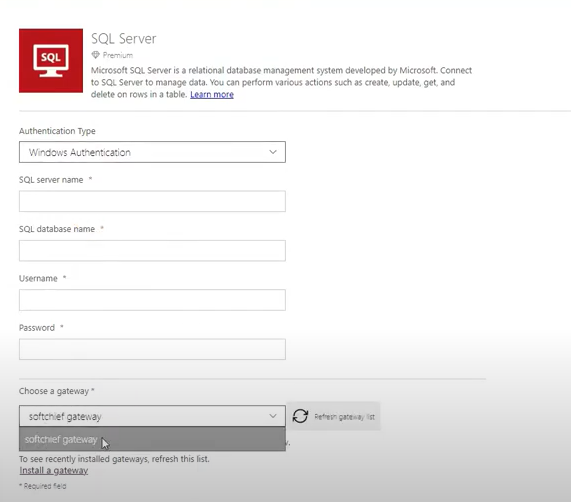 SQL Server
SQL
Premium
Microsoft SQL Server is a relational database management system developed by Microsoft. Connect
to SQL Server to manage data. You can perform various actions such as create, update, get, and
delete on rows in a table. Learn more
Authentication Type
Windows Authentication
SQL server name *
SQL database name *
Username *
Password *
Choose a gateway *
softchief gateway
Refresh gateway list
softchief gateway
To see recently installed gateways, refresh this list.
Install a gateway
* Required field